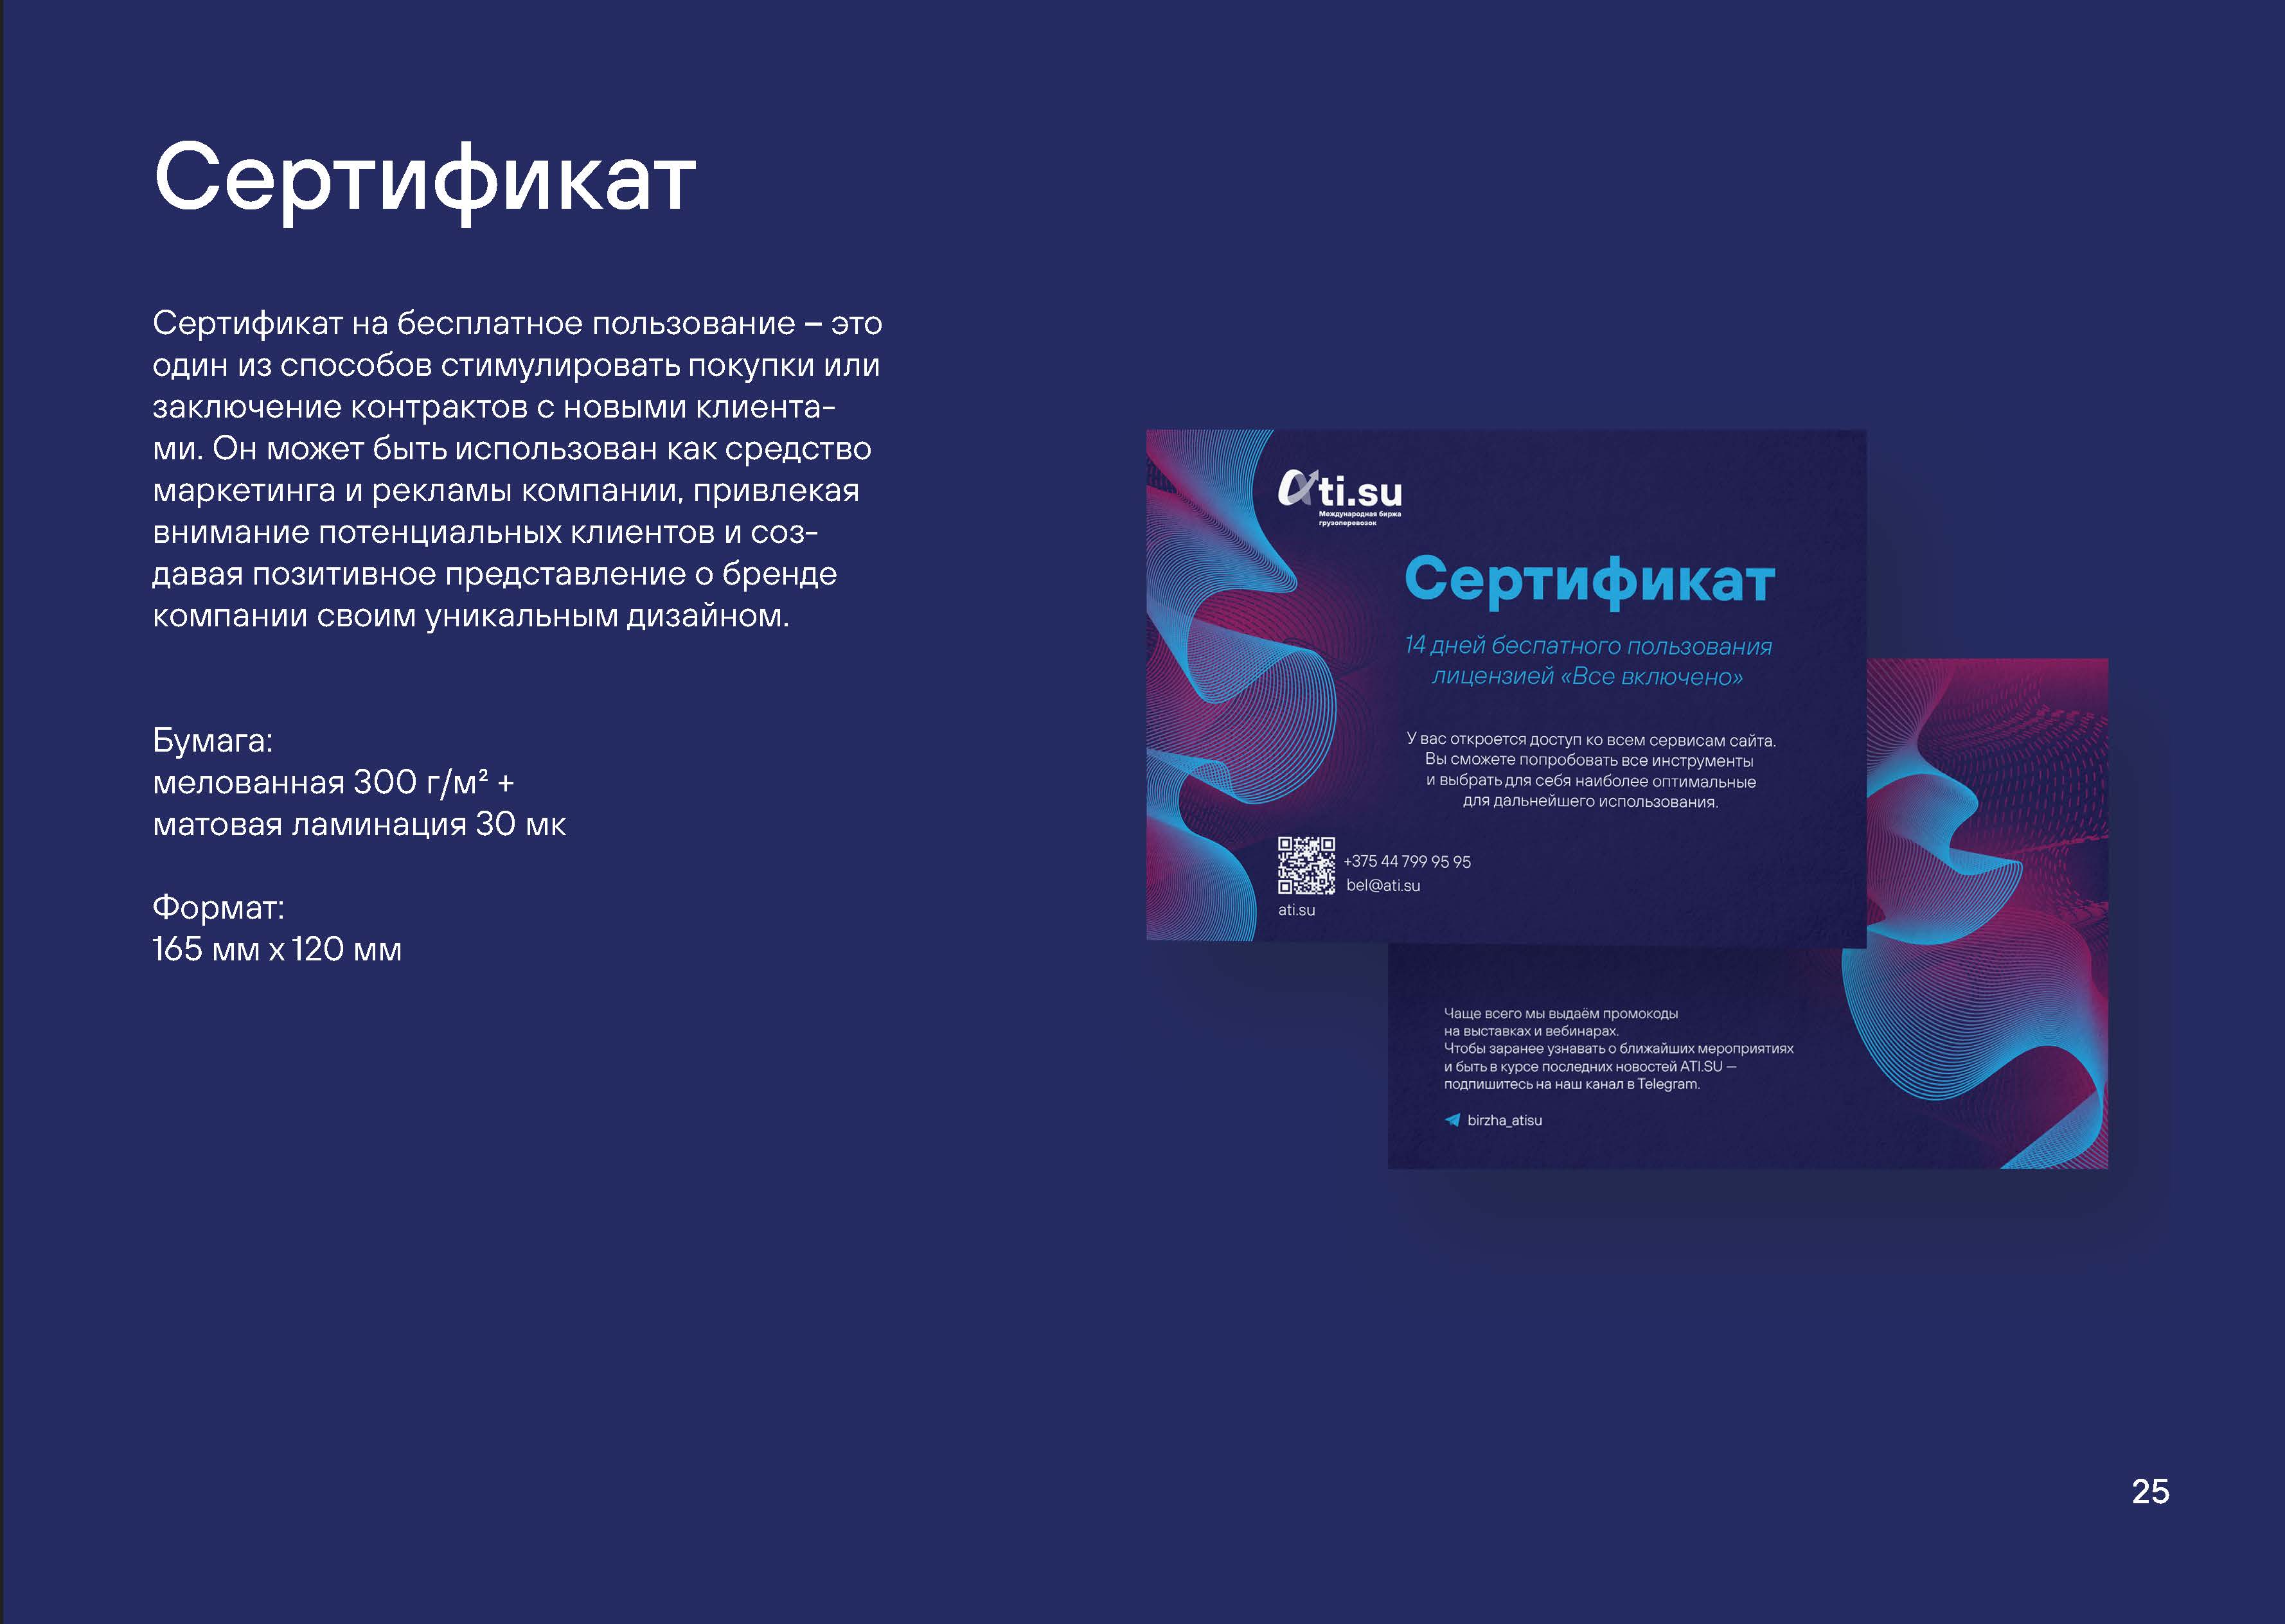 Сертификат
Сертификат на бесплатное пользование – это
один из способов стимулировать покупки или
заключение контрактов с новыми клиента-
ми. Он может быть использован как средство
маркетинга и рекламы компании, привлекая
внимание потенциальных клиентов и соз-
давая позитивное представление о бренде
компании своим уникальным дизайном.
Бумага:
мелованная 300 г/м² +
матовая ламинация 30 мк
Формат:
165 мм х 120 мм
ati.su
Международная биржа
грузоперевозок
Сертификат
14 дней беспатного пользования
лицензией «Все включено»
У вас откроется доступ ко всем сервисам сайта.
Вы сможете попробовать все инструменты
и выбрать для себя наиболее оптимальные
для дальнейшего использования.
+375 44 799 95 95
bel@ati.su
ati.su
Чаще всего мы выдаём промокоды
на выставках и вебинарах.
Чтобы заранее узнавать о ближайших мероприятиях
и быть в курсе последних новостей ATI.SU —
подпишитесь на наш канал в Telegram.
birzha_atisu
25